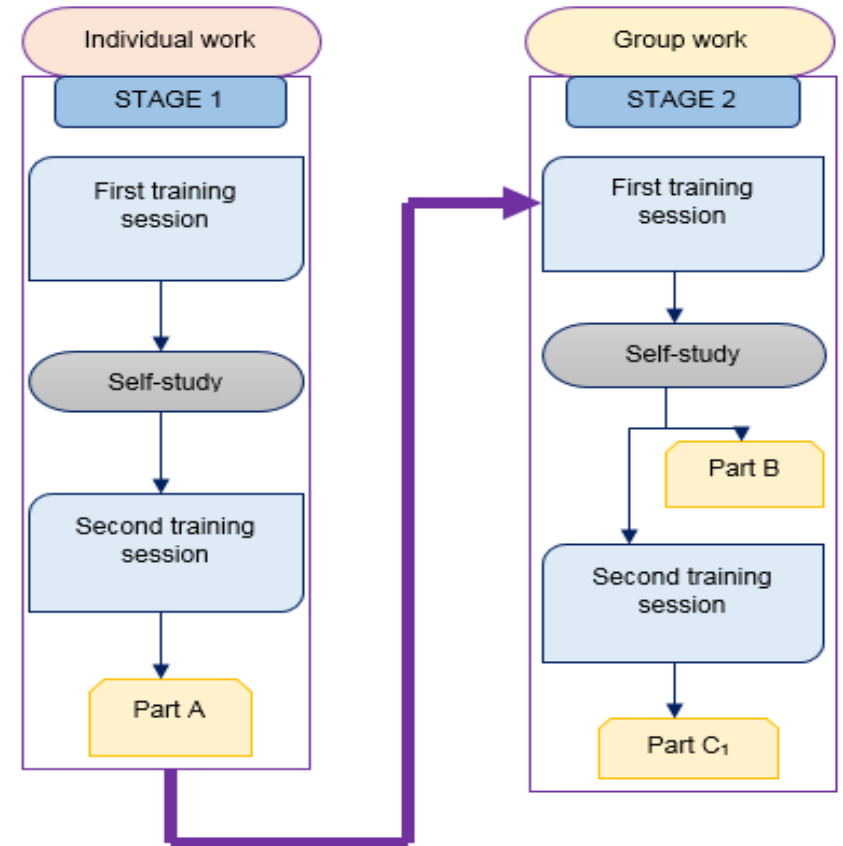 Individual work
STAGE 1
First training
session
Self-study
Second training
session
Part A
Group work
STAGE 2
First training
session
Self-study
Part B
Second training
session
Part C₁